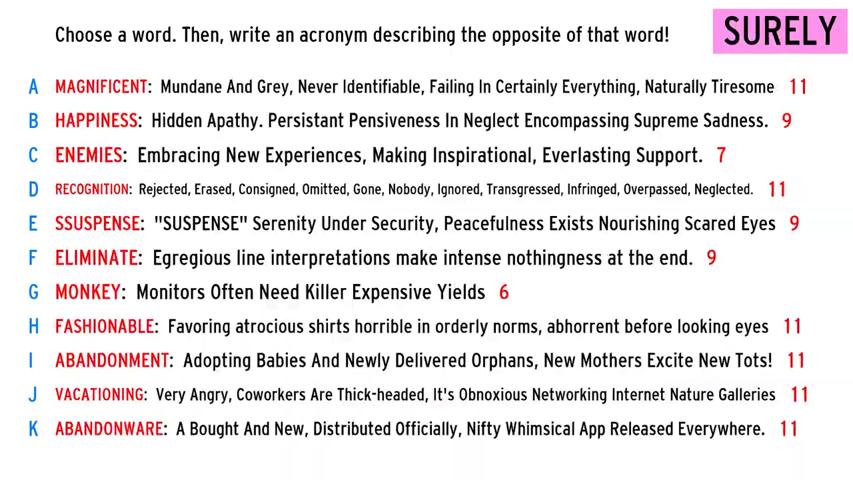 Choose a word. Then, write an acronym describing the opposite of that word!
SURELY
A MAGNIFICENT: Mundane And Grey, Never Identifiable, Failing In Certainly Everything, Naturally Tiresome 11
B HAPPINESS: Hidden Apathy. Persistant Pensiveness In Neglect Encompassing Supreme Sadness. 9
C ENEMIES: Embracing New Experiences, Making Inspirational, Everlasting Support. 7
D RECOGNITION: Rejected, Erased, Consigned, Omitted, Gone, Nobody, Ignored, Transgressed, Infringed, Overpassed, Neglected. 11
E SSUSPENSE: "SUSPENSE" Serenity Under Security, Peacefulness Exists Nourishing Scared Eyes 9
F ELIMINATE: Egregious line interpretations make intense nothingness at the end. 9
G MONKEY: Monitors Often Need Killer Expensive Yields 6
H FASHIONABLE: Favoring atrocious shirts horrible in orderly norms, abhorrent before looking eyes 11
I ABANDONMENT: Adopting Babies And Newly Delivered Orphans, New Mothers Excite New Tots! 11
J VACATIONING: Very Angry, Coworkers Are Thick-headed, It's Obnoxious Networking Internet Nature Galleries 11
K ABANDONWARE: A Bought And New, Distributed Officially, Nifty Whimsical App Released Everywhere. 11